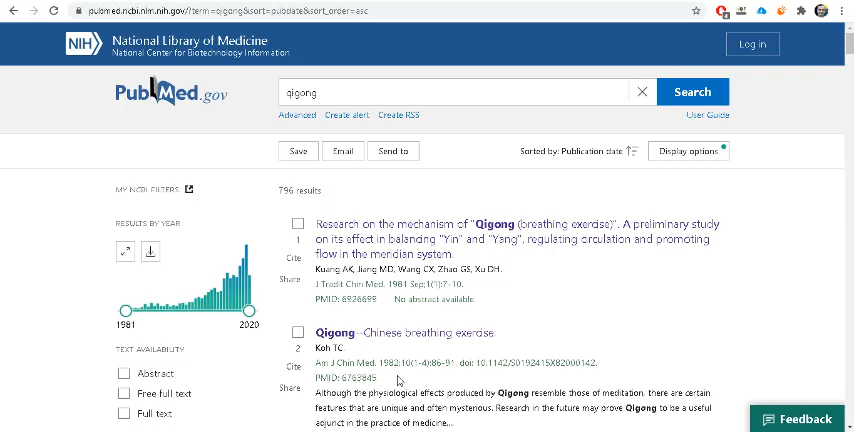 pubmed.ncbi.nlm.nih.gov/?term=qigong&sort=pubdate&sort_order=asc
NIH National Library of Medicine
National Center for Biotechnology Information
Log in
PubMed.gov
qigong
Search
Advanced Create alert Create RSS
User Guide
Save Email Send to
Sorted by: Publication date
Display options
MY NCBI FILTERS
796 results
RESULTS BY YEAR
1981 2020
TEXT AVAILABILITY
Abstract
Free full text
Full text
1
Cite
Share
Research on the mechanism of "Qigong (breathing exercise)". A preliminary study
on its effect in balancing "Yin" and "Yang", regulating circulation and promoting
flow in the meridian system.
Kuang AK, Jiang MD, Wang CX, Zhao GS, Xu DH.
J Tradit Chin Med. 1981 Sep;1(1):7-10.
PMID: 6926699 No abstract available.
2
Cite
Share
Qigong--Chinese breathing exercise.
Koh TC.
Am J Chin Med. 1982;10(1-4):86-91. doi: 10.1142/S0192415X82000142.
PMID: 6763845
Although the physiological effects produced by Qigong resemble those of meditation, there are certain
features that are unique and often mysterious. Research in the future may prove Qigong to be a useful
adjunct in the practice of medicine...
Feedback